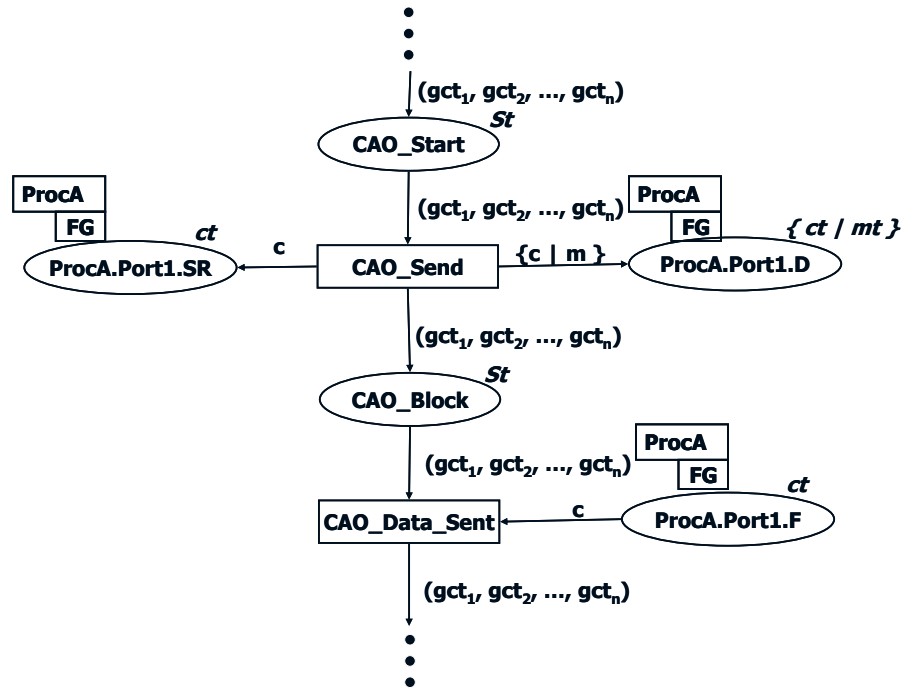 (gct₁, gct₂, ..., gctₙ)
St
CAO_Start
ProcA
FG
ct
(gct₁, gct₂, ..., gctₙ)
ProcA
FG
{ ct | mt }
ProcA.Port1.SR
c
CAO_Send
{c | m }
ProcA.Port1.D
(gct₁, gct₂, ..., gctₙ)
St
CAO_Block
(gct₁, gct₂, ..., gctₙ)
ProcA
FG
ct
CAO_Data_Sent
c
ProcA.Port1.F
(gct₁, gct₂, ..., gctₙ)